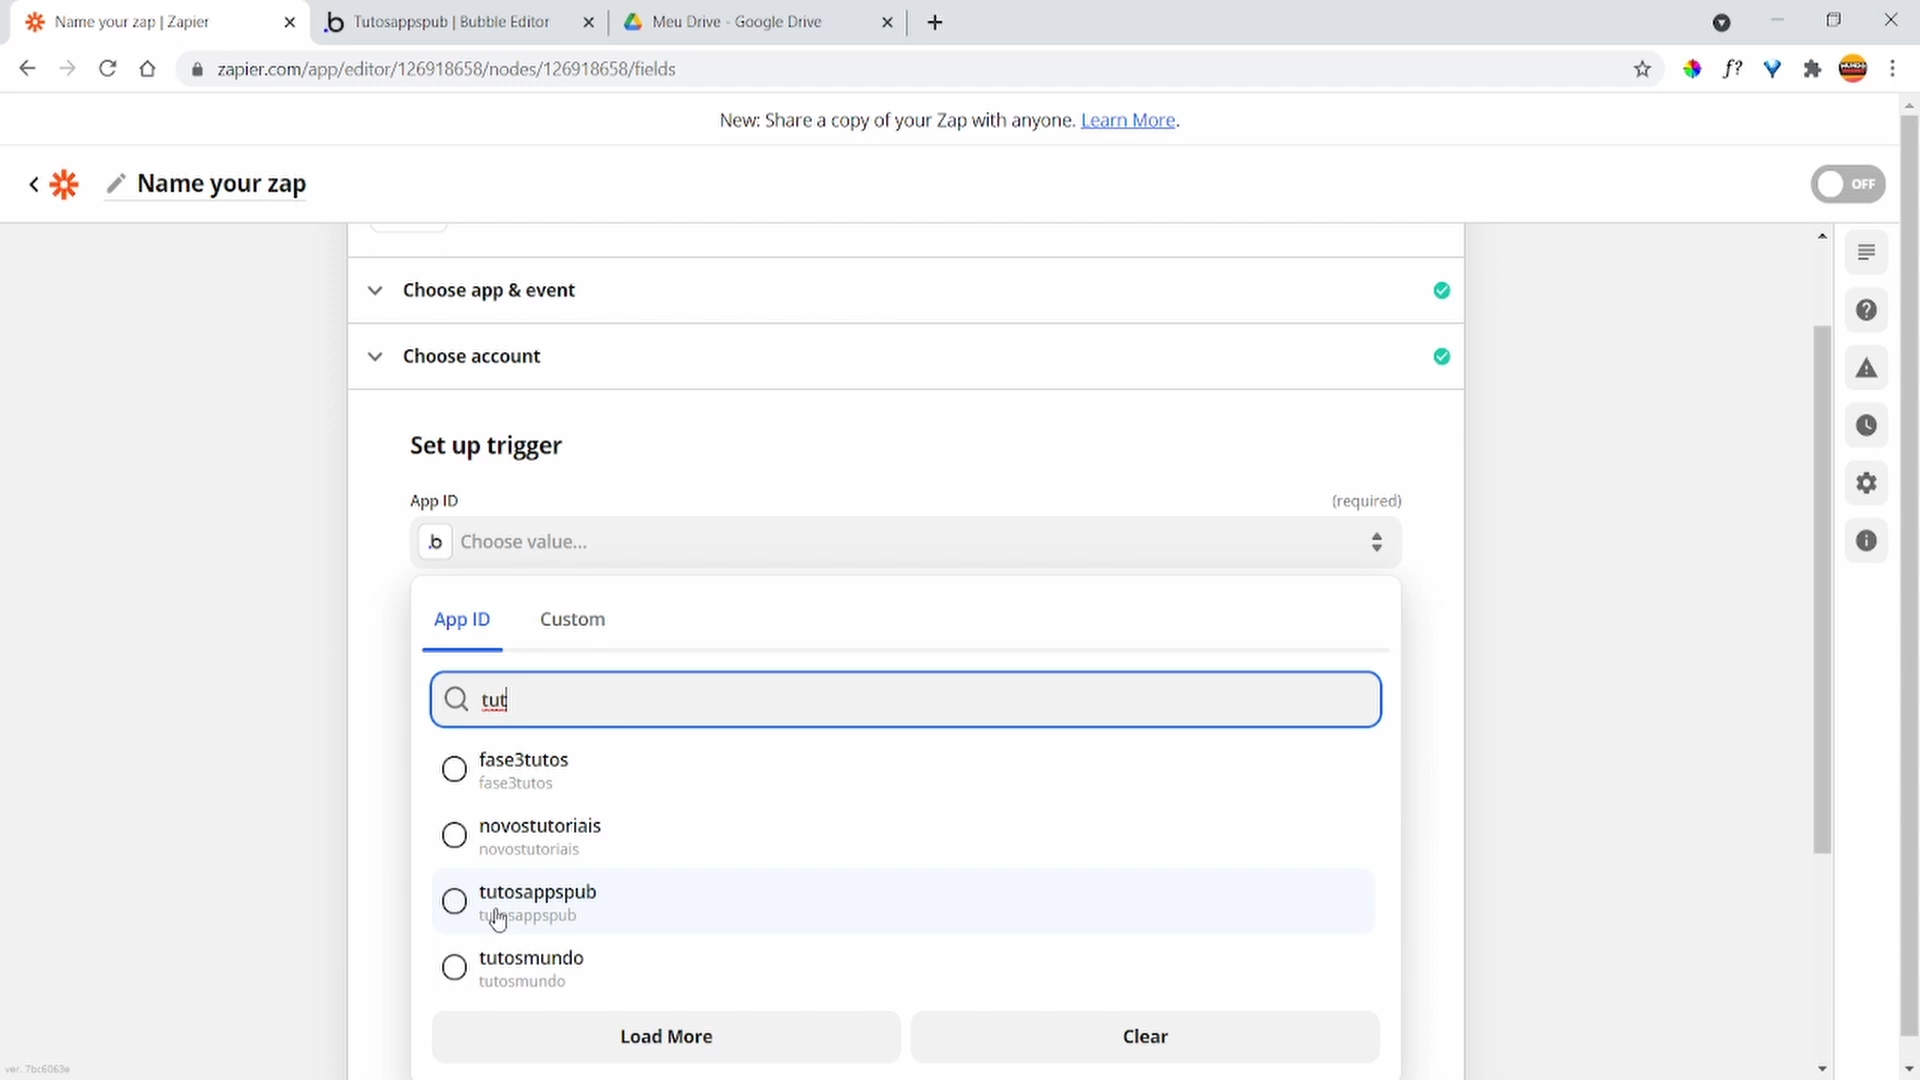 Name your zap | Zapier
Tutosappspub | Bubble Editor
Meu Drive - Google Drive
zapier.com/app/editor/126918658/nodes/126918658/fields
f?
New: Share a copy of your Zap with anyone. Learn More.
Name your zap
OFF
Choose app & event
Choose account
Set up trigger
App ID
(required)
.b Choose value...
App ID
Custom
tut
fase3tutos
fase3tutos
novostutoriais
novostutoriais
tutosappspub
tutosappspub
tutosmundo
tutosmundo
Load More
Clear
ver. 7bc6063e